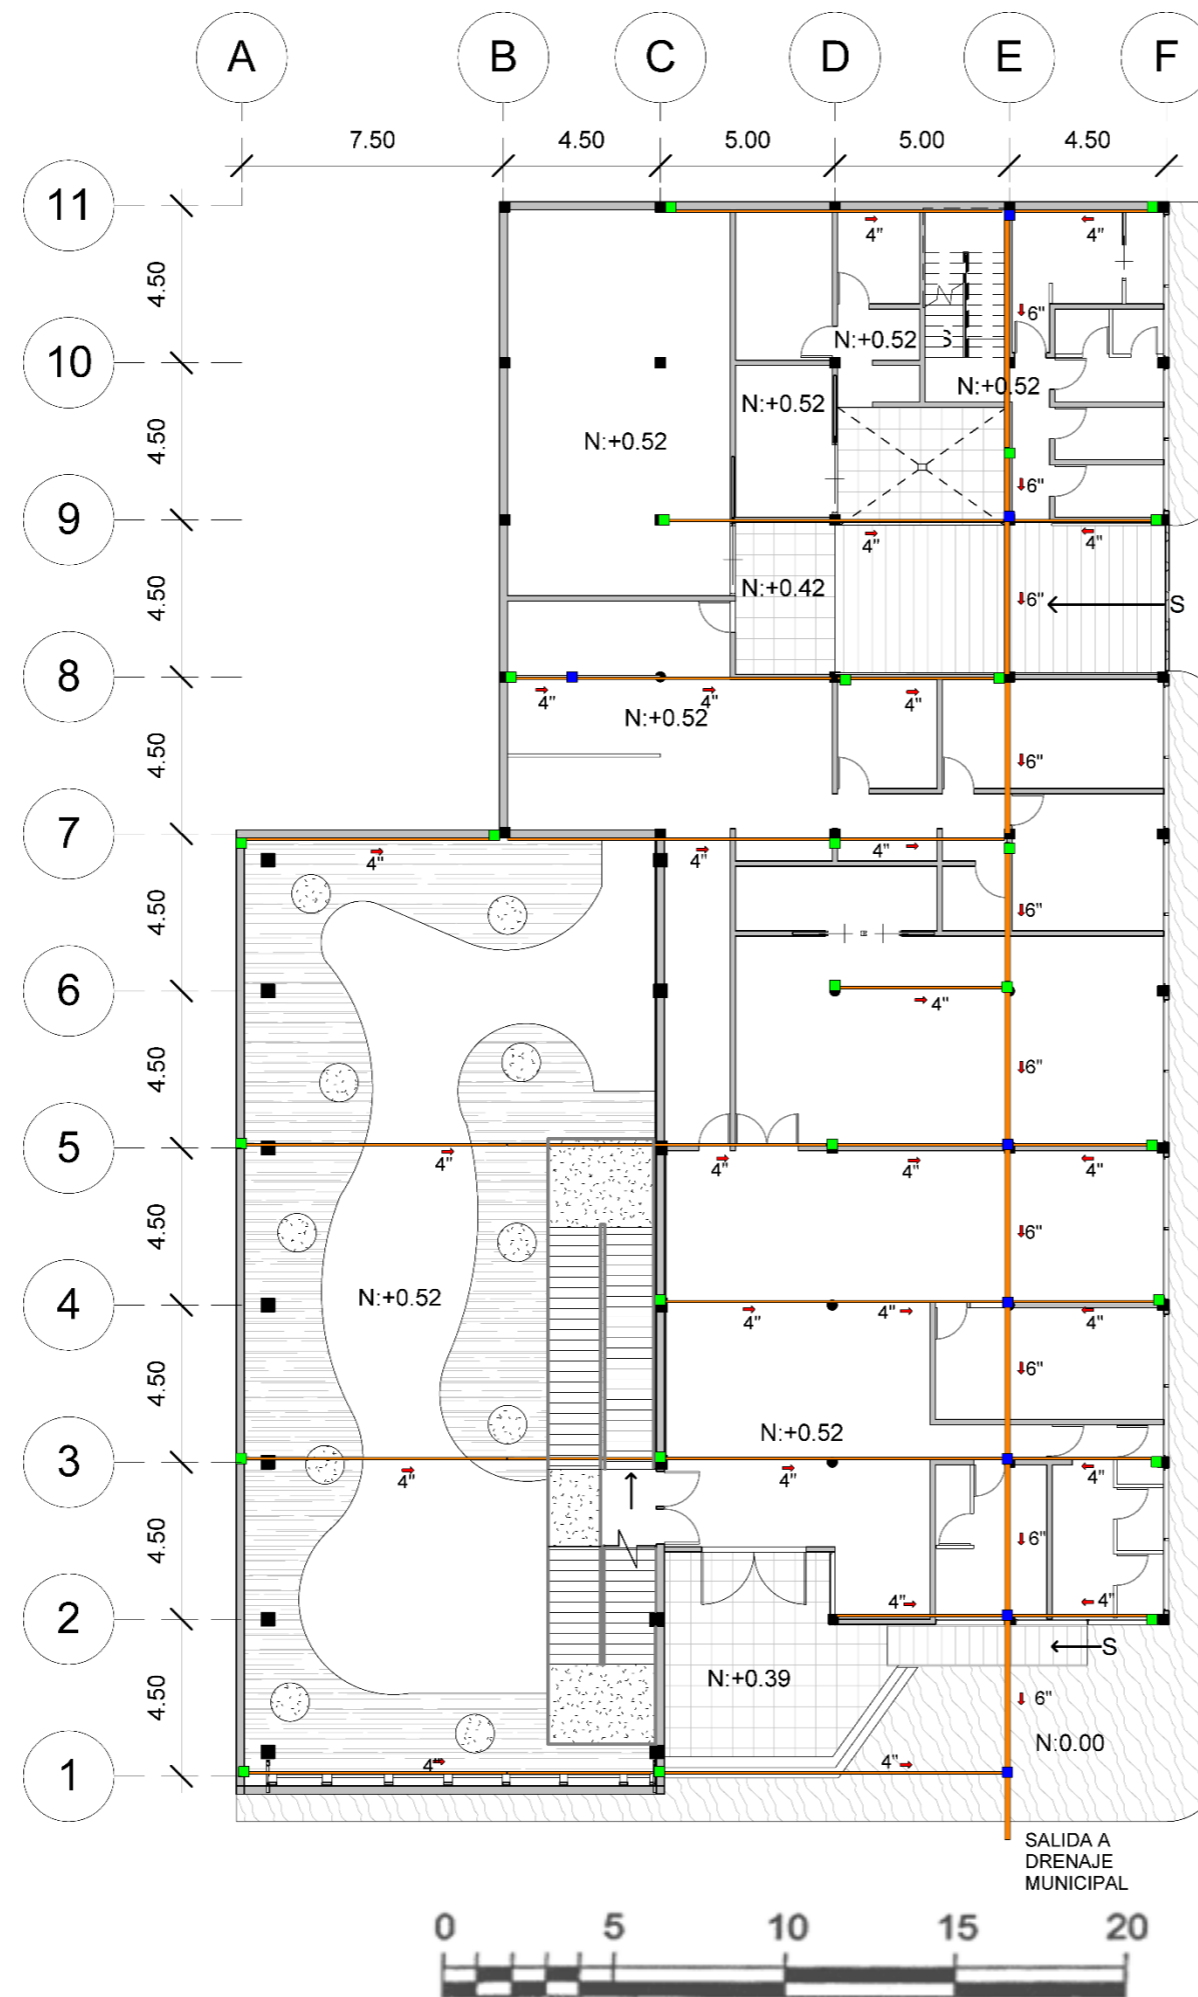 A B C D E F
7.50 4.50 5.00 5.00 4.50
11
4" 4"
4.50
6"
N:+0.52 S
10
N:+0.52
N:+0.52
N:+0.52
4.50
6"
9
4" 4"
N:+0.42
4.50
6" S
8
4" 4" 4"
N:+0.52
4.50
6"
7
4" 4" 4"
4.50
6"
6
4"
4.50
6"
5
4" 4" 4" 4"
4.50
6"
N:+0.52
4
4" 4" 4"
4.50
6"
N:+0.52
3
4" 4" 4"
4.50
6"
4" 4"
2
S
N:+0.39
4.50
6"
N:0.00
1
4" 4"
SALIDA A
DRENAJE
MUNICIPAL
0 5 10 15 20